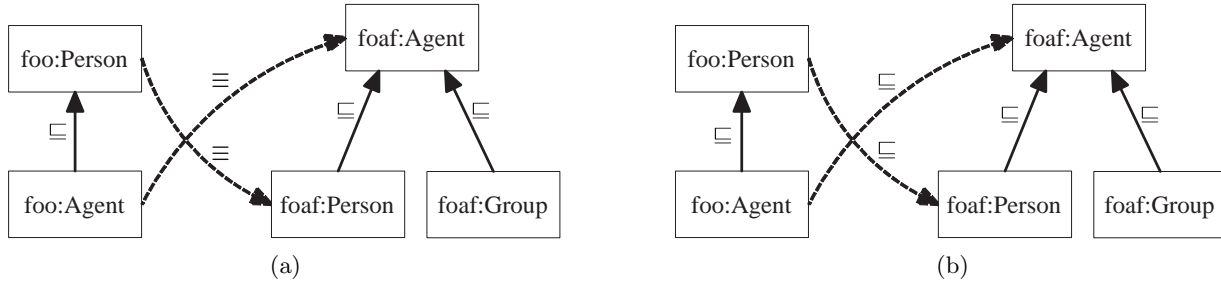 foaf:Agent
foo:Person
≡
⊑
⊑
⊑
≡
foo:Agent
foaf:Person
foaf:Group
(a)
foaf:Agent
foo:Person
⊑
⊑
⊑
⊑
⊑
foo:Agent
foaf:Person
foaf:Group
(b)